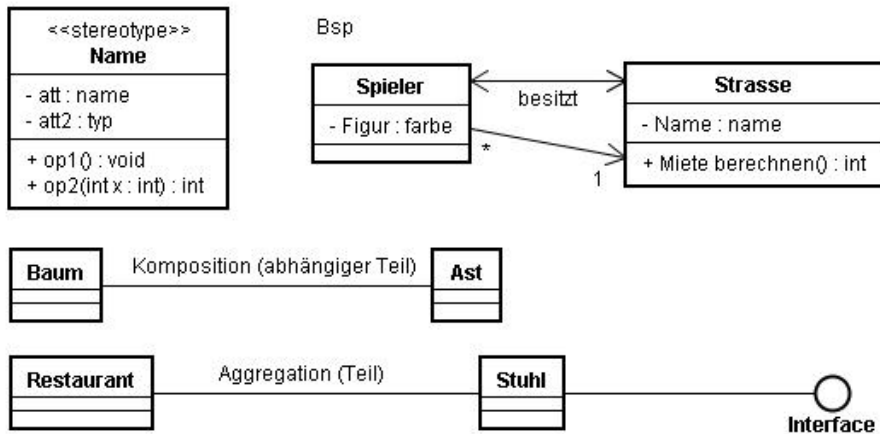 <<stereotype>>
Name
- att : name
- att2 : typ
+ op1() : void
+ op2(int x : int) : int
Bsp
Spieler
- Figur : farbe
besitzt
*
1
Strasse
- Name : name
+ Miete berechnen() : int
Baum
Komposition (abhängiger Teil)
Ast
Restaurant
Aggregation (Teil)
Stuhl
Interface